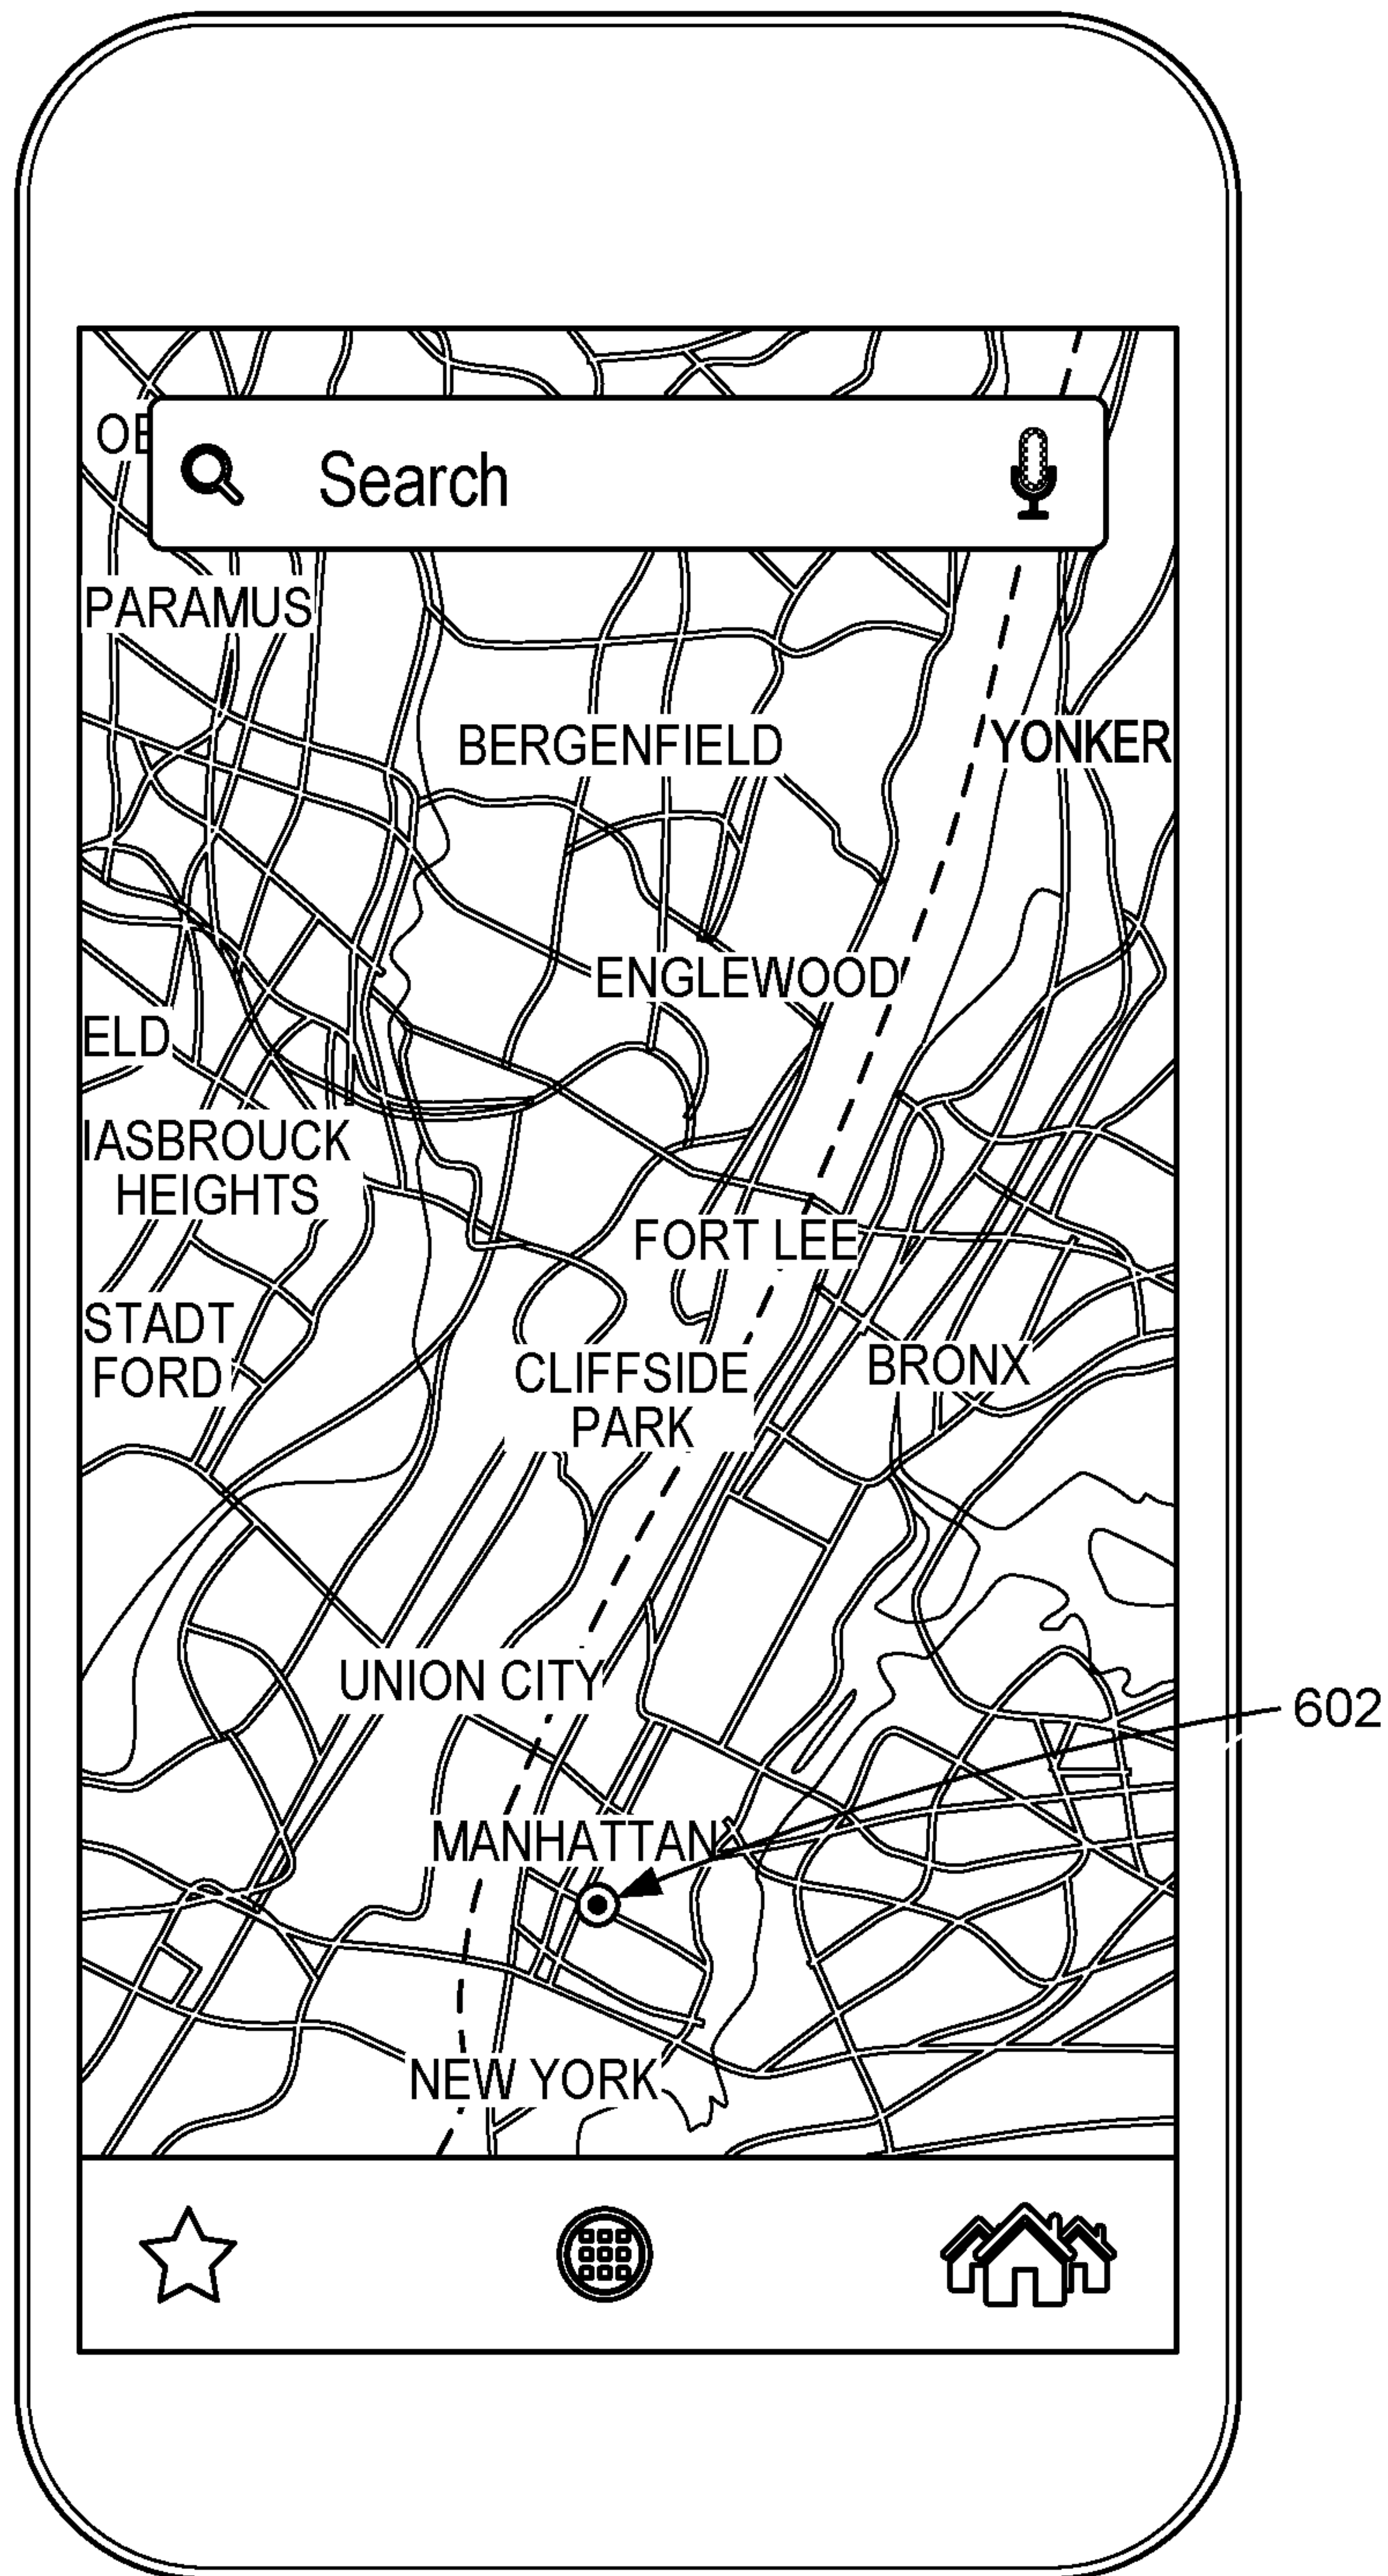 OE
Search
PARAMUS
BERGENFIELD
YONKER
ENGLEWOOD
ELD
IASBROUCK
HEIGHTS
FORT LEE
STADT
FORD
CLIFFSIDE
PARK
BRONX
UNION CITY
602
MANHATTAN
NEW YORK